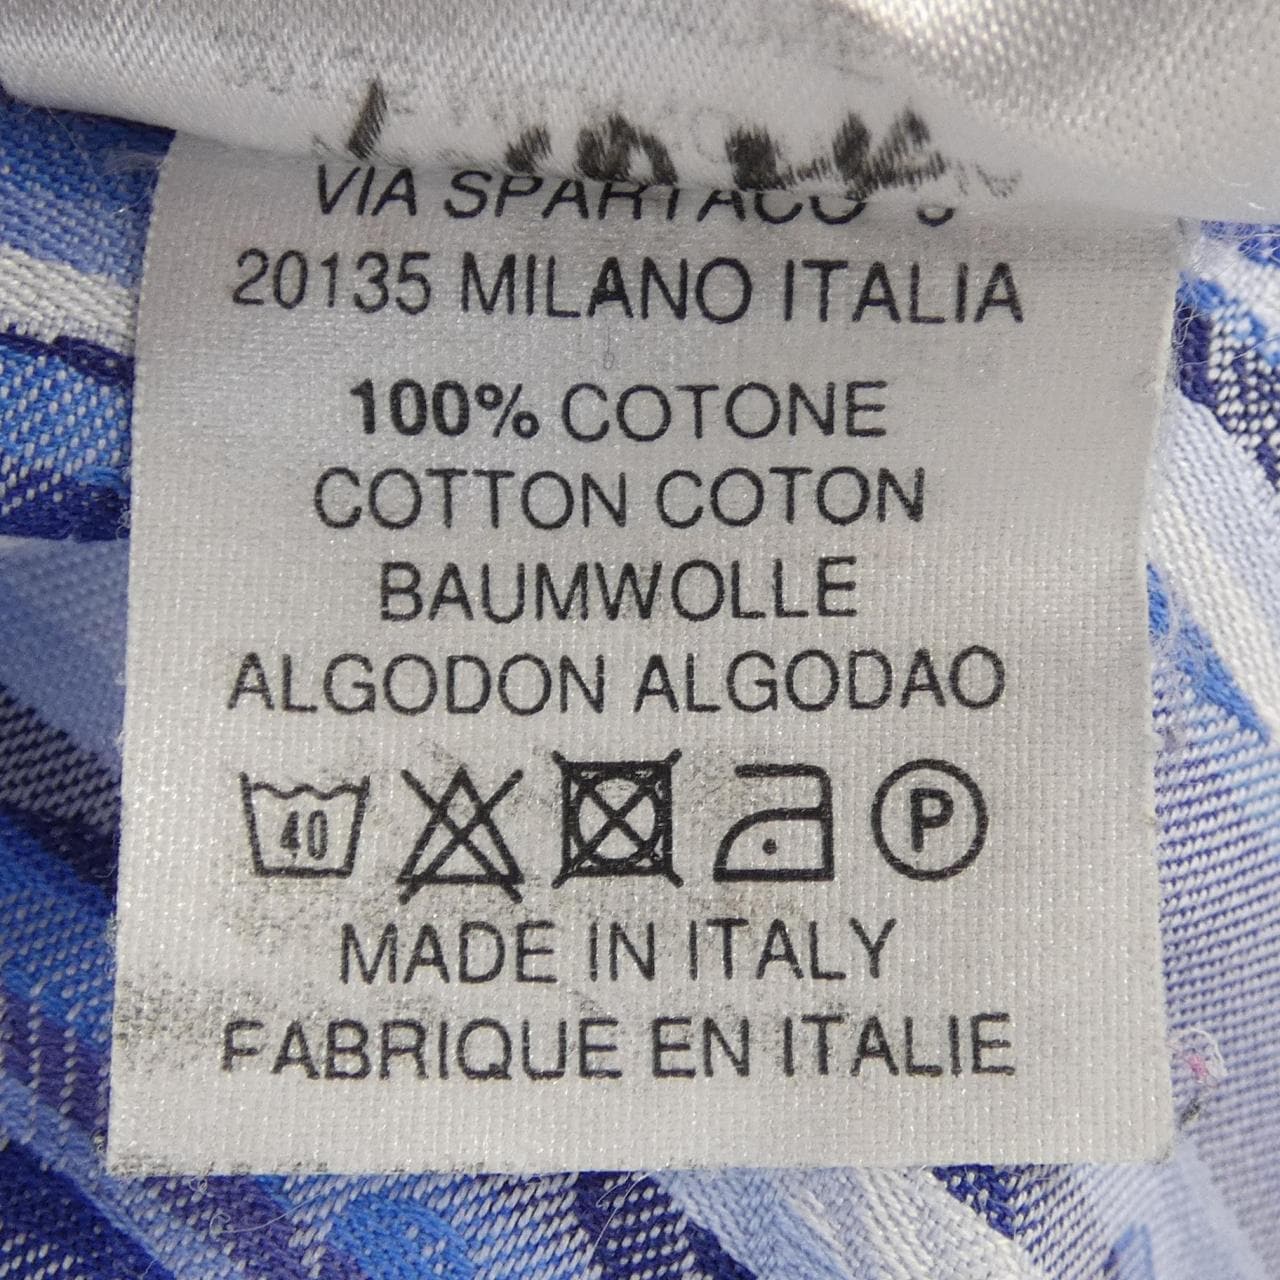 VIA SPARTACO
20135 MILANO ITALIA
100% COTONE
COTTON COTON
BAUMWOLLE
ALGODON ALGODAO
40 P
MADE IN ITALY
FABRIQUE EN ITALIE